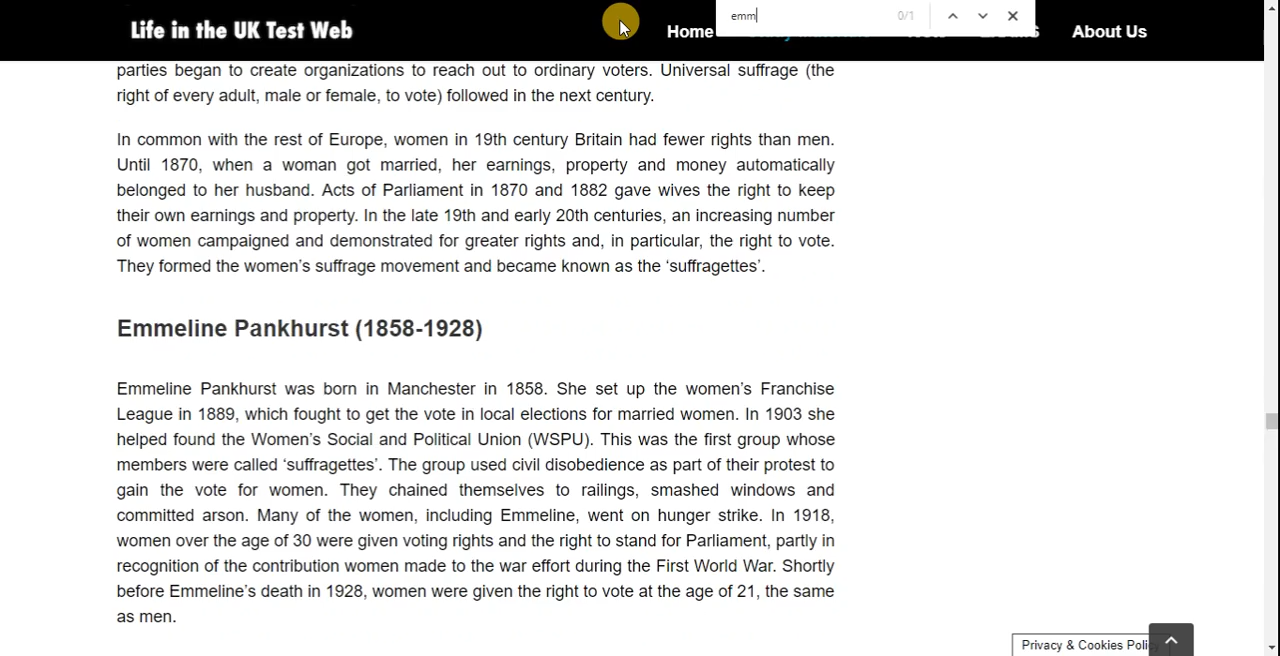 Life in the UK Test Web
Home
About Us
emm
0/1
parties began to create organizations to reach out to ordinary voters. Universal suffrage (the
right of every adult, male or female, to vote) followed in the next century.
In common with the rest of Europe, women in 19th century Britain had fewer rights than men.
Until 1870, when a woman got married, her earnings, property and money automatically
belonged to her husband. Acts of Parliament in 1870 and 1882 gave wives the right to keep
their own earnings and property. In the late 19th and early 20th centuries, an increasing number
of women campaigned and demonstrated for greater rights and, in particular, the right to vote.
They formed the women’s suffrage movement and became known as the ‘suffragettes’.
Emmeline Pankhurst (1858-1928)
Emmeline Pankhurst was born in Manchester in 1858. She set up the women’s Franchise
League in 1889, which fought to get the vote in local elections for married women. In 1903 she
helped found the Women’s Social and Political Union (WSPU). This was the first group whose
members were called ‘suffragettes’. The group used civil disobedience as part of their protest to
gain the vote for women. They chained themselves to railings, smashed windows and
committed arson. Many of the women, including Emmeline, went on hunger strike. In 1918,
women over the age of 30 were given voting rights and the right to stand for Parliament, partly in
recognition of the contribution women made to the war effort during the First World War. Shortly
before Emmeline’s death in 1928, women were given the right to vote at the age of 21, the same
as men.
Privacy & Cookies Policy